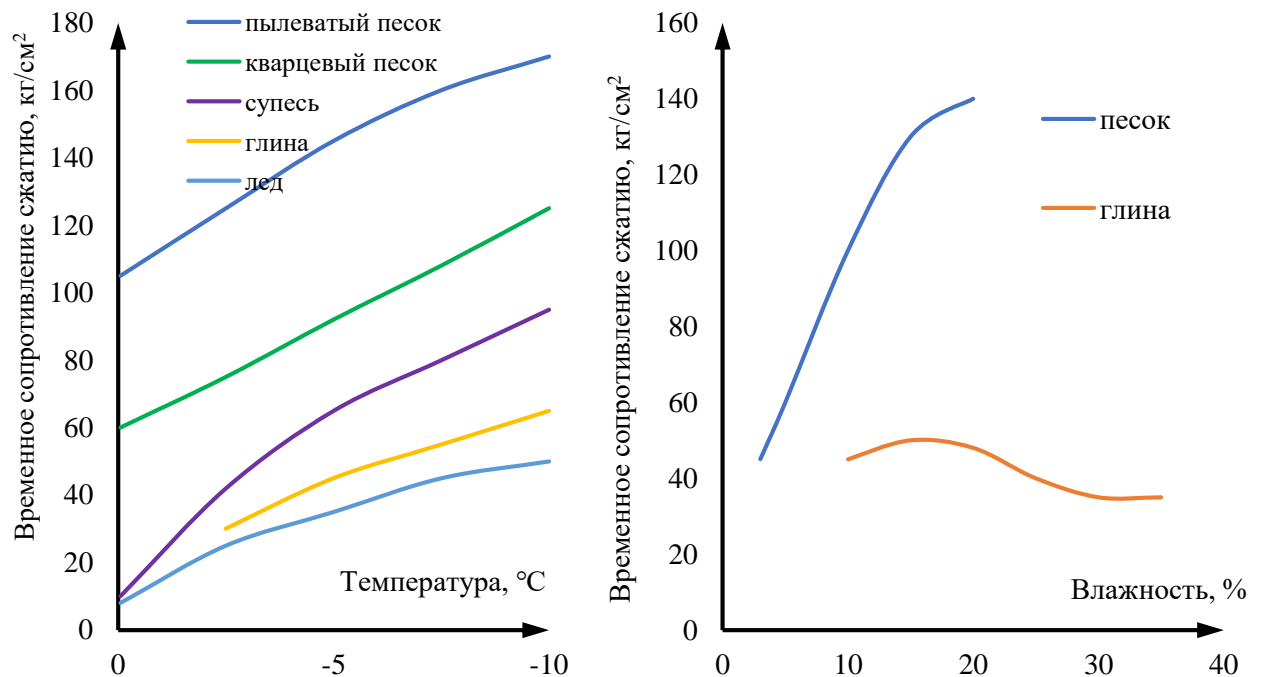 Временное сопротивление сжатию, кг/см²
180
160
140
120
100
80
60
40
20
0
пылеватый песок
кварцевый песок
супесь
глина
лед
Температура, °С
0
-5
-10
Временное сопротивление сжатию, кг/см²
160
140
120
100
80
60
40
20
0
песок
глина
Влажность, %
0
10
20
30
40